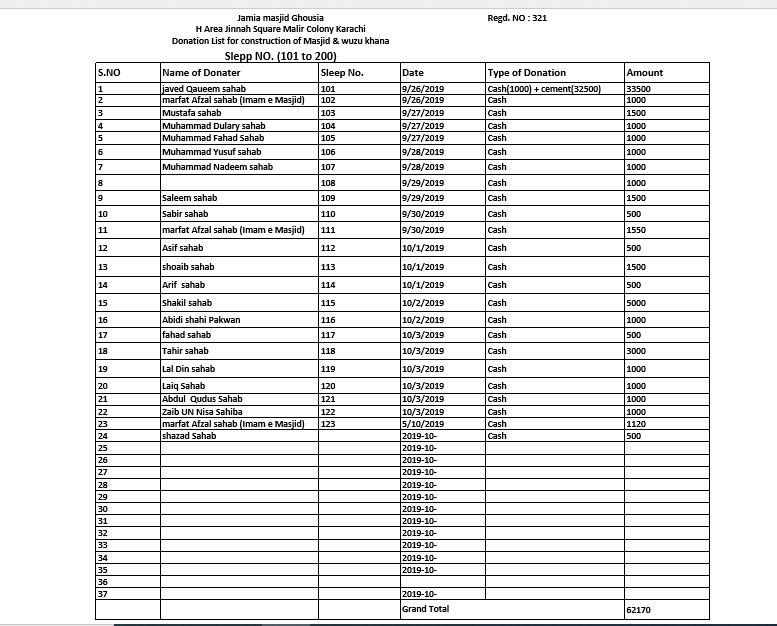 Jamia masjid Ghousia Regd. NO : 321
H Area Jinnah Square Malir Colony Karachi
Donation List for construction of Masjid & wuzu khana
Slepp NO. (101 to 200)
S.NO Name of Donater Sleep No. Date Type of Donation Amount
1 javed Qaueem sahab 101 9/26/2019 Cash(1000) + cement(32500) 33500
2 marfat Afzal sahab (Imam e Masjid) 102 9/26/2019 Cash 1000
3 Mustafa sahab 103 9/27/2019 Cash 1500
4 Muhammad Dulary sahab 104 9/27/2019 Cash 1000
5 Muhammad Fahad Sahab 105 9/27/2019 Cash 1000
6 Muhammad Yusuf sahab 106 9/28/2019 Cash 1000
7 Muhammad Nadeem sahab 107 9/28/2019 Cash 1000
8 108 9/29/2019 Cash 1000
9 Saleem sahab 109 9/29/2019 Cash 1500
10 Sabir sahab 110 9/30/2019 Cash 500
11 marfat Afzal sahab (Imam e Masjid) 111 9/30/2019 Cash 1550
12 Asif sahab 112 10/1/2019 Cash 500
13 shoaib sahab 113 10/1/2019 Cash 1500
14 Arif sahab 114 10/1/2019 Cash 500
15 Shakil sahab 115 10/2/2019 Cash 5000
16 Abidi shahi Pakwan 116 10/2/2019 Cash 1000
17 fahad sahab 117 10/3/2019 Cash 500
18 Tahir sahab 118 10/3/2019 Cash 3000
19 Lal Din sahab 119 10/3/2019 Cash 1000
20 Laiq Sahab 120 10/3/2019 Cash 1000
21 Abdul Qudus Sahab 121 10/3/2019 Cash 1000
22 Zaib UN Nisa Sahiba 122 10/3/2019 Cash 1000
23 marfat Afzal sahab (Imam e Masjid) 123 5/10/2019 Cash 1120
24 shazad Sahab 2019-10- Cash 500
25 2019-10-
26 2019-10-
27 2019-10-
28 2019-10-
29 2019-10-
30 2019-10-
31 2019-10-
32 2019-10-
33 2019-10-
34 2019-10-
35 2019-10-
36
37 2019-10-
Grand Total 62170